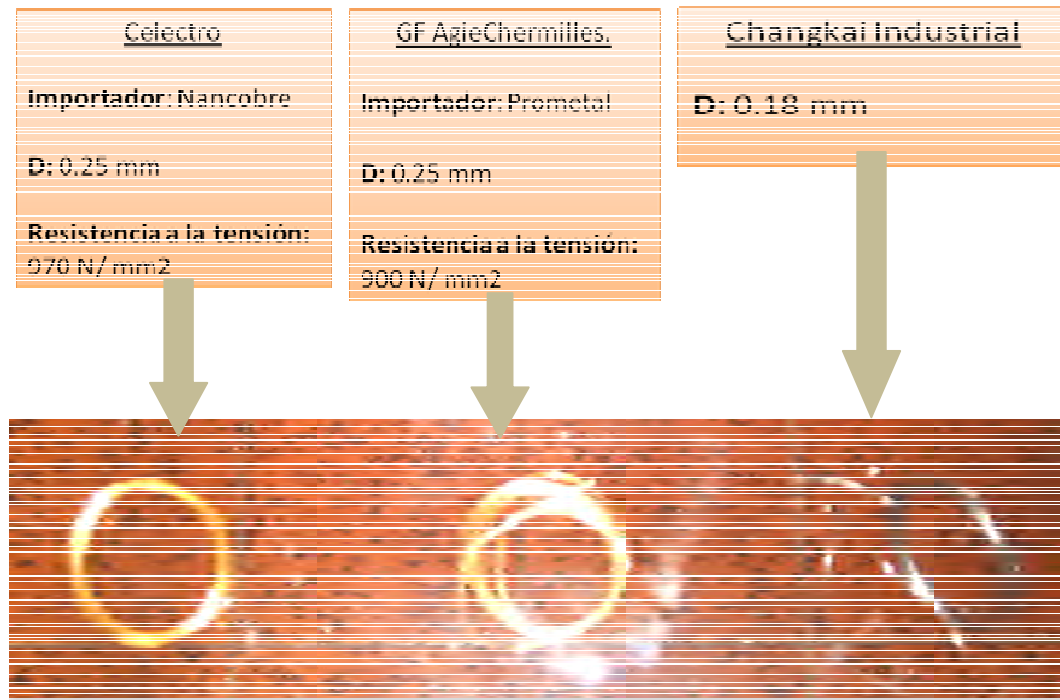 Celectro
Importador: Nancobre
D: 0.25 mm
Resistencia a la tensión:
970 N/ mm2
GF AgieChermilles.
Importador: Prometal
D: 0.25 mm
Resistencia a la tensión:
900 N/ mm2
Changkai Industrial
D: 0.18 mm